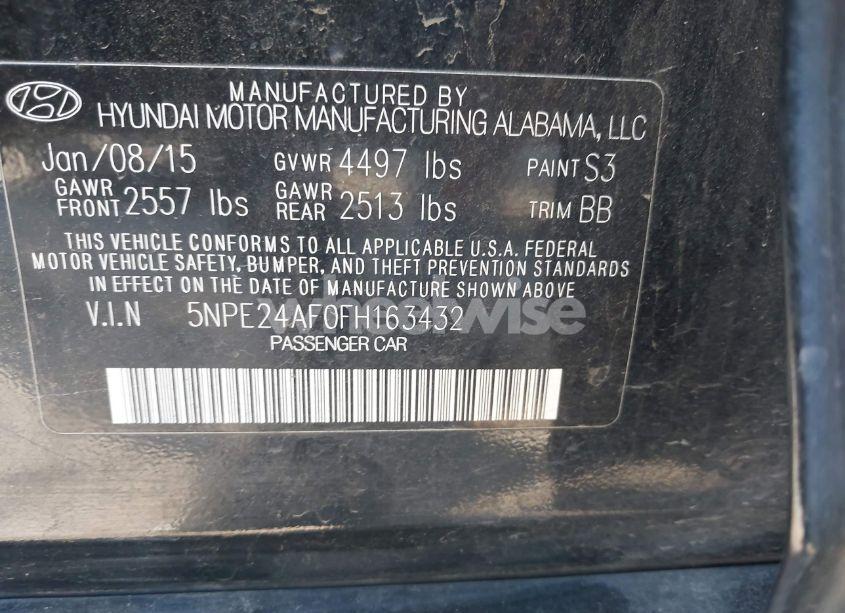 MANUFACTURED BY
HYUNDAI MOTOR MANUFACTURING ALABAMA, LLC
Jan/08/15 GVWR 4497 lbs PAINT S3
GAWR FRONT 2557 lbs GAWR REAR 2513 lbs TRIM BB
THIS VEHICLE CONFORMS TO ALL APPLICABLE U.S.A. FEDERAL
MOTOR VEHICLE SAFETY, BUMPER, AND THEFT PREVENTION STANDARDS
IN EFFECT ON THE DATE OF MANUFACTURE SHOWN ABOVE.
V.I.N 5NPE24AF0FH163432
wheelwise
PASSENGER CAR